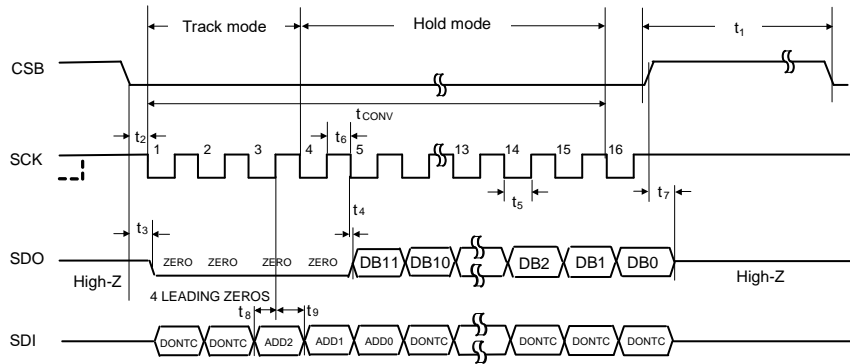 Track mode Hold mode t1
CSB
tCONV
t2 t6
SCK 1 2 3 4 5 13 14 15 16
t5 t7
t3 t4
SDO ZERO ZERO ZERO ZERO DB11 DB10 DB2 DB1 DB0
High-Z High-Z
4 LEADING ZEROS
t8 t9
SDI DONTC DONTC ADD2 ADD1 ADD0 DONTC DONTC DONTC DONTC